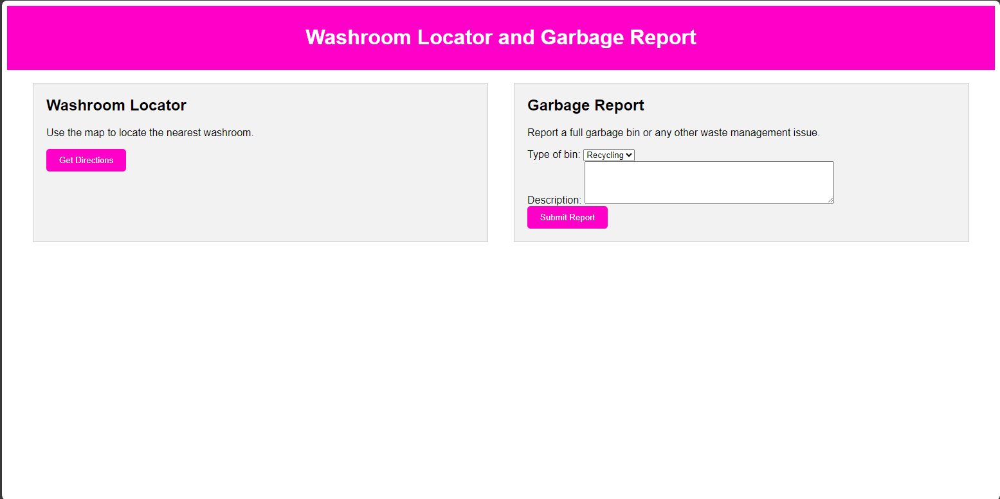 Washroom Locator and Garbage Report
Washroom Locator
Use the map to locate the nearest washroom.
Get Directions
Garbage Report
Report a full garbage bin or any other waste management issue.
Type of bin: Recycling
Description:
Submit Report